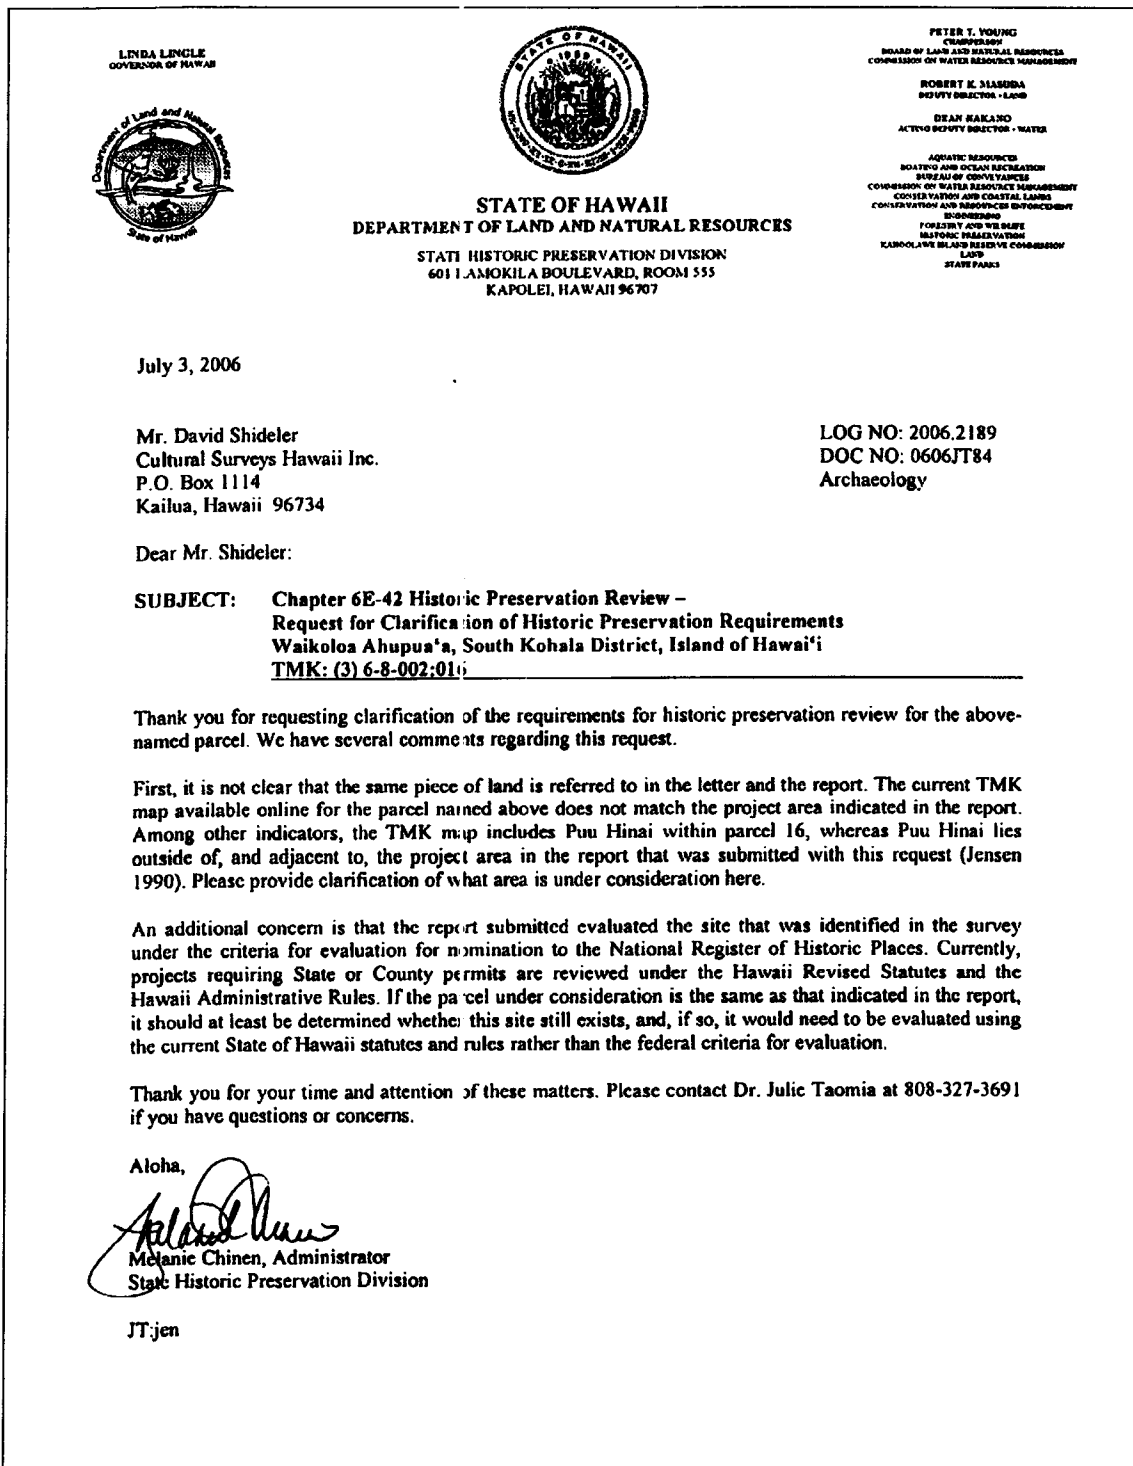 LINDA LINGLE
GOVERNOR OF HAWAII
Department of Land and Natural Resources
State of Hawaii
STATE OF HAWAII
1959
PETER T. YOUNG
CHAIRPERSON
BOARD OF LAND AND NATURAL RESOURCES
COMMISSION ON WATER RESOURCE MANAGEMENT
ROBERT K. MASUDA
DEPUTY DIRECTOR - LAND
DEAN NAKANO
ACTING DEPUTY DIRECTOR - WATER
AQUATIC RESOURCES
BOATING AND OCEAN RECREATION
BUREAU OF CONVEYANCES
COMMISSION ON WATER RESOURCE MANAGEMENT
CONSERVATION AND COASTAL LANDS
CONSERVATION AND RESOURCES ENFORCEMENT
ENGINEERING
FORESTRY AND WILDLIFE
HISTORIC PRESERVATION
KAHOOLAWE ISLAND RESERVE COMMISSION
LAND
STATE PARKS
STATE OF HAWAII
DEPARTMENT OF LAND AND NATURAL RESOURCES
STATE HISTORIC PRESERVATION DIVISION
601 KAMOKILA BOULEVARD, ROOM 555
KAPOLEI, HAWAII 96707
July 3, 2006
Mr. David Shideler
Cultural Surveys Hawaii Inc.
P.O. Box 1114
Kailua, Hawaii 96734
LOG NO: 2006.2189
DOC NO: 0606JT84
Archaeology
Dear Mr. Shideler:
SUBJECT: Chapter 6E-42 Historic Preservation Review –
Request for Clarification of Historic Preservation Requirements
Waikoloa Ahupua‘a, South Kohala District, Island of Hawai‘i
TMK: (3) 6-8-002:016
Thank you for requesting clarification of the requirements for historic preservation review for the above-
named parcel. We have several comments regarding this request.
First, it is not clear that the same piece of land is referred to in the letter and the report. The current TMK
map available online for the parcel named above does not match the project area indicated in the report.
Among other indicators, the TMK map includes Puu Hinai within parcel 16, whereas Puu Hinai lies
outside of, and adjacent to, the project area in the report that was submitted with this request (Jensen
1990). Please provide clarification of what area is under consideration here.
An additional concern is that the report submitted evaluated the site that was identified in the survey
under the criteria for evaluation for nomination to the National Register of Historic Places. Currently,
projects requiring State or County permits are reviewed under the Hawaii Revised Statutes and the
Hawaii Administrative Rules. If the parcel under consideration is the same as that indicated in the report,
it should at least be determined whether this site still exists, and, if so, it would need to be evaluated using
the current State of Hawaii statutes and rules rather than the federal criteria for evaluation.
Thank you for your time and attention of these matters. Please contact Dr. Julie Taomia at 808-327-3691
if you have questions or concerns.
Aloha,
Melanie Chinen, Administrator
State Historic Preservation Division
JT:jen